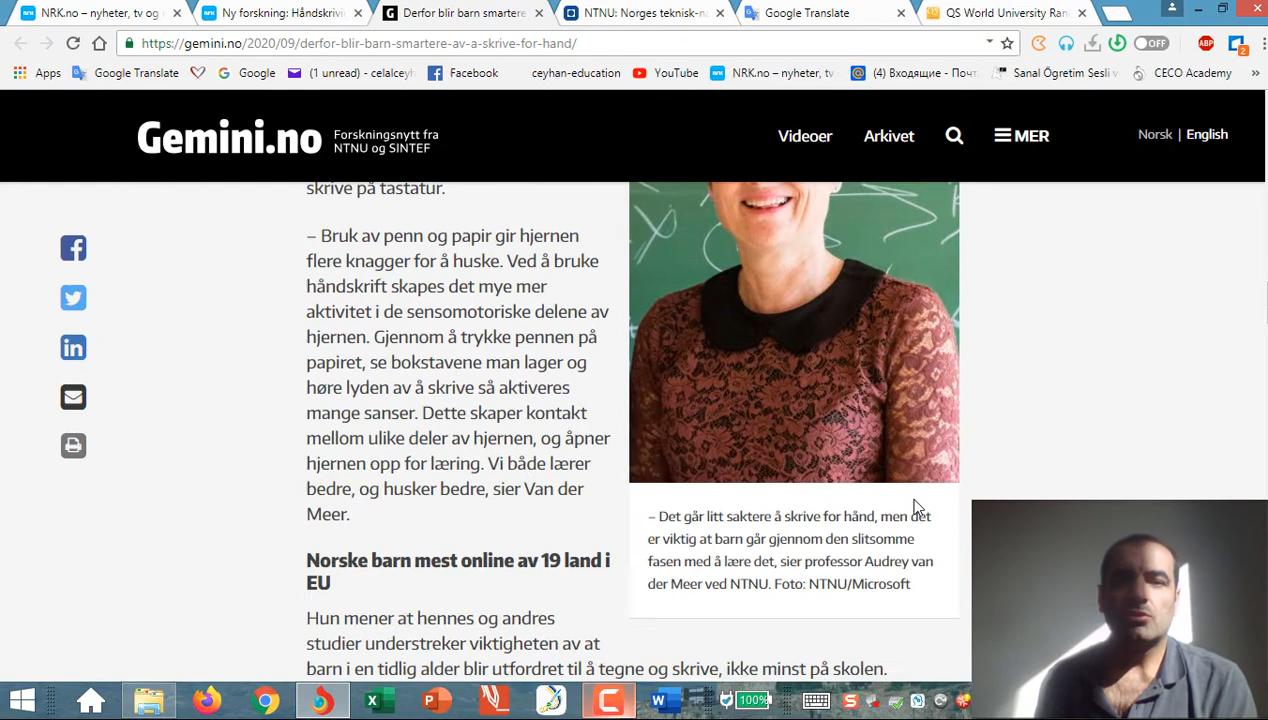 NRK.no – nyheter, tv og r
Ny forskning: Håndskrivi
Derfor blir barn smartere
NTNU: Norges teknisk-n
Google Translate
QS World University Ran
https://gemini.no/2020/09/derfor-blir-barn-smartere-av-a-skrive-for-hand/
OFF
ABP
2
Apps
Google Translate
Google
(1 unread) - celalcey
Facebook
ceyhan-education
YouTube
NRK.no – nyheter, tv
(4) Входящие - Почт
Sanal Ögretim Sesli v
CECO Academy
»
Gemini.no
Forskningsnytt fra
NTNU og SINTEF
Videoer
Arkivet
MER
Norsk | English
skrive på tastatur.
– Bruk av penn og papir gir hjernen
flere knagger for å huske. Ved å bruke
håndskrift skapes det mye mer
aktivitet i de sensomotoriske delene av
hjernen. Gjennom å trykke pennen på
papiret, se bokstavene man lager og
høre lyden av å skrive så aktiveres
mange sanser. Dette skaper kontakt
mellom ulike deler av hjernen, og åpner
hjernen opp for læring. Vi både lærer
bedre, og husker bedre, sier Van der
Meer.
– Det går litt saktere å skrive for hånd, men det
er viktig at barn går gjennom den slitsomme
fasen med å lære det, sier professor Audrey van
der Meer ved NTNU. Foto: NTNU/Microsoft
Norske barn mest online av 19 land i
EU
Hun mener at hennes og andres
studier understreker viktigheten av at
barn i en tidlig alder blir utfordret til å tegne og skrive, ikke minst på skolen.
100%